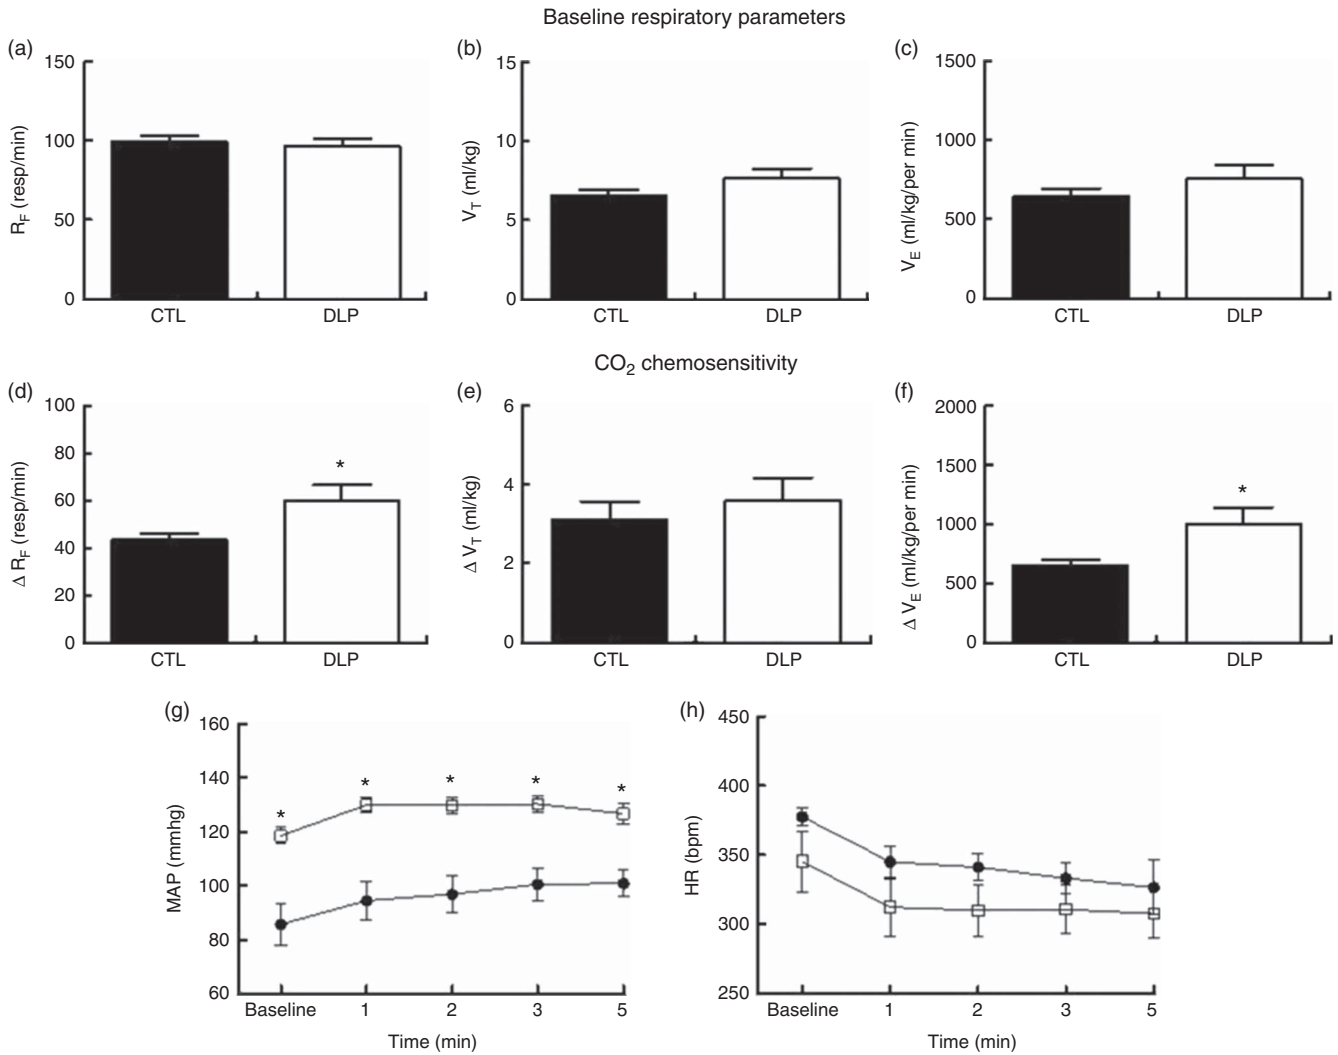 Baseline respiratory parameters
(a)
150
100
50
0
R_F (resp/min)
CTL DLP
(b)
15
10
5
0
V_T (ml/kg)
CTL DLP
(c)
1500
1000
500
0
V_E (ml/kg/per min)
CTL DLP
CO₂ chemosensitivity
(d)
100
80
60
40
20
0
Δ R_F (resp/min)
*
CTL DLP
(e)
6
4
2
0
Δ V_T (ml/kg)
CTL DLP
(f)
2000
1500
1000
500
0
Δ V_E (ml/kg/per min)
*
CTL DLP
(g)
160
140
120
100
80
60
MAP (mmhg)
* * * * *
Baseline 1 2 3 5
Time (min)
(h)
450
400
350
300
250
HR (bpm)
Baseline 1 2 3 5
Time (min)